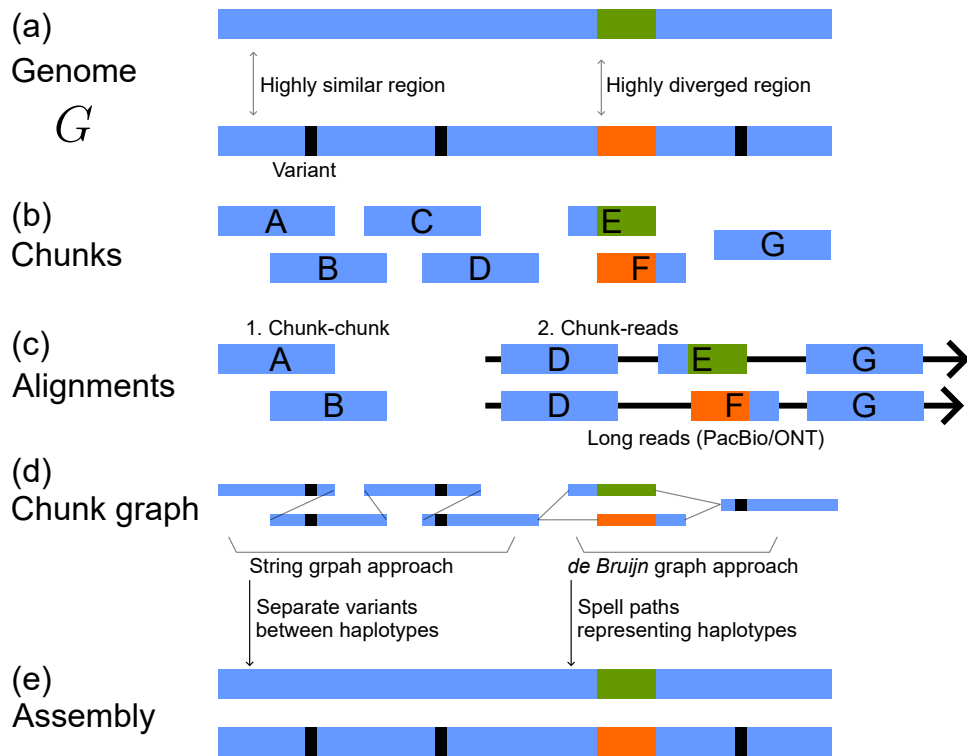 (a)
Genome
G
Highly similar region
Highly diverged region
Variant
(b)
Chunks
A
C
E
G
B
D
F
(c)
Alignments
1. Chunk-chunk
2. Chunk-reads
A
D
E
G
B
D
F
G
Long reads (PacBio/ONT)
(d)
Chunk graph
String grpah approach
de Bruijn graph approach
Separate variants
between haplotypes
Spell paths
representing haplotypes
(e)
Assembly